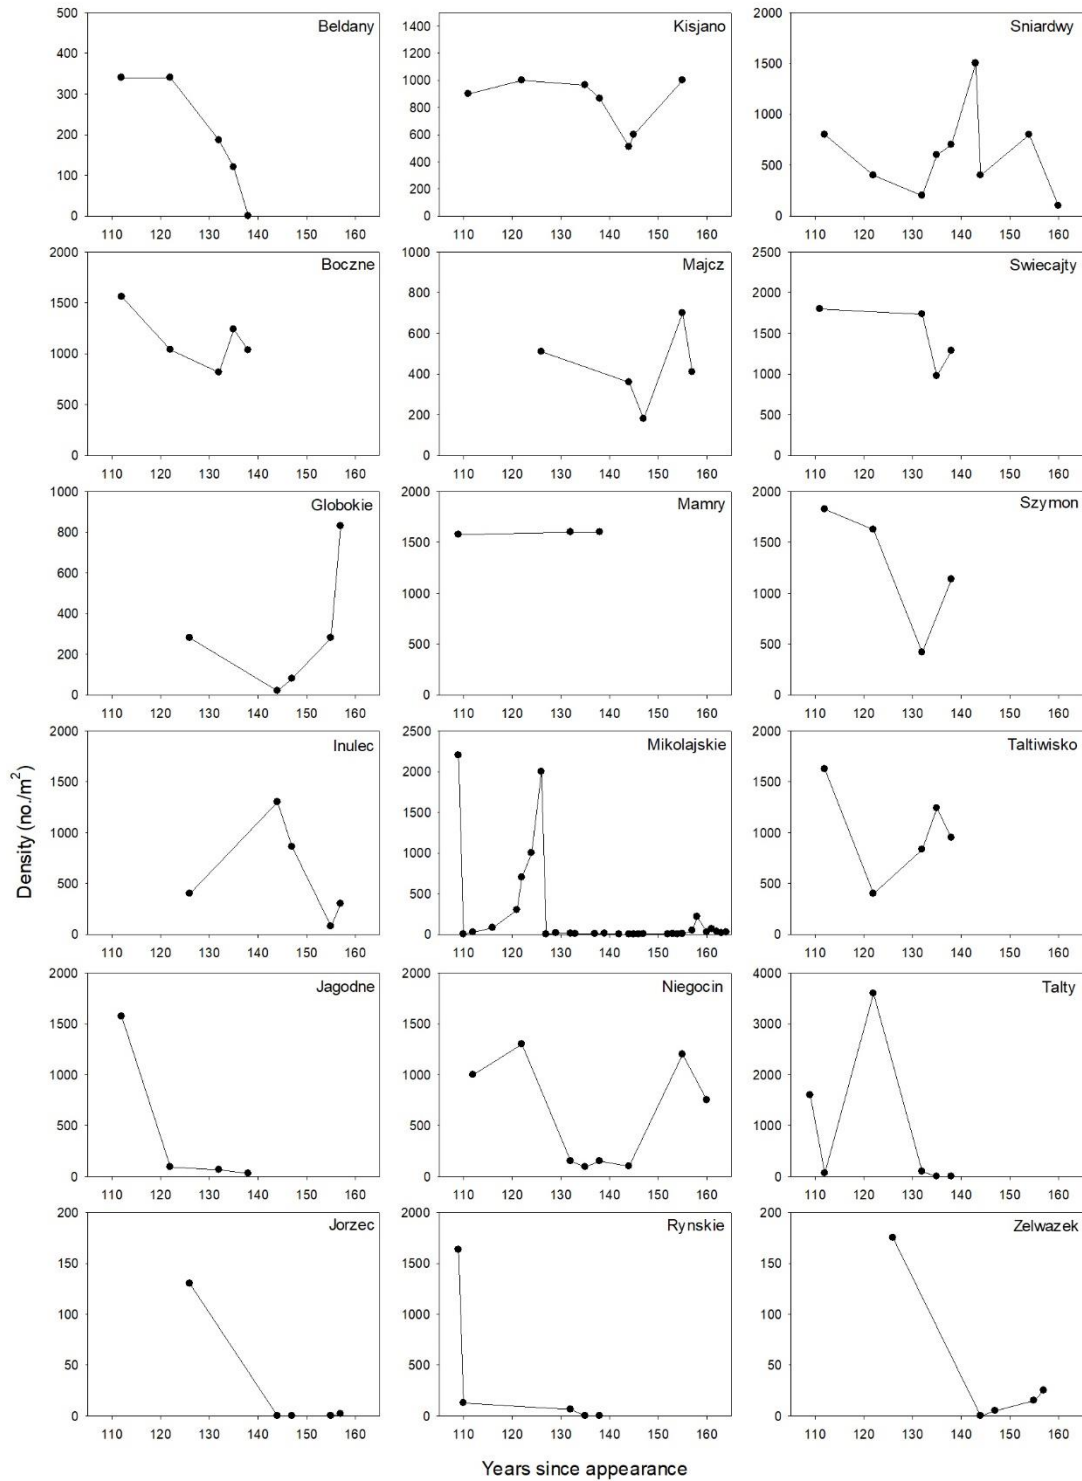 Density (no./m²)
Beldany
500
400
300
200
100
0
110 120 130 140 150 160
Kisjano
1400
1200
1000
800
600
400
200
0
110 120 130 140 150 160
Sniardwy
2000
1500
1000
500
0
110 120 130 140 150 160
Boczne
2000
1500
1000
500
0
110 120 130 140 150 160
Majcz
1000
800
600
400
200
0
110 120 130 140 150 160
Swiecajty
2500
2000
1500
1000
500
0
110 120 130 140 150 160
Globokie
1000
800
600
400
200
0
110 120 130 140 150 160
Mamry
2000
1500
1000
500
0
110 120 130 140 150 160
Szymon
2000
1500
1000
500
0
110 120 130 140 150 160
Inulec
2000
1500
1000
500
0
110 120 130 140 150 160
Mikolajskie
2500
2000
1500
1000
500
0
110 120 130 140 150 160
Taltiwisko
2000
1500
1000
500
0
110 120 130 140 150 160
Jagodne
2000
1500
1000
500
0
110 120 130 140 150 160
Niegocin
2000
1500
1000
500
0
110 120 130 140 150 160
Talty
4000
3000
2000
1000
0
110 120 130 140 150 160
Jorzec
200
150
100
50
0
110 120 130 140 150 160
Rynskie
2000
1500
1000
500
0
110 120 130 140 150 160
Zelwazek
200
150
100
50
0
110 120 130 140 150 160
Years since appearance